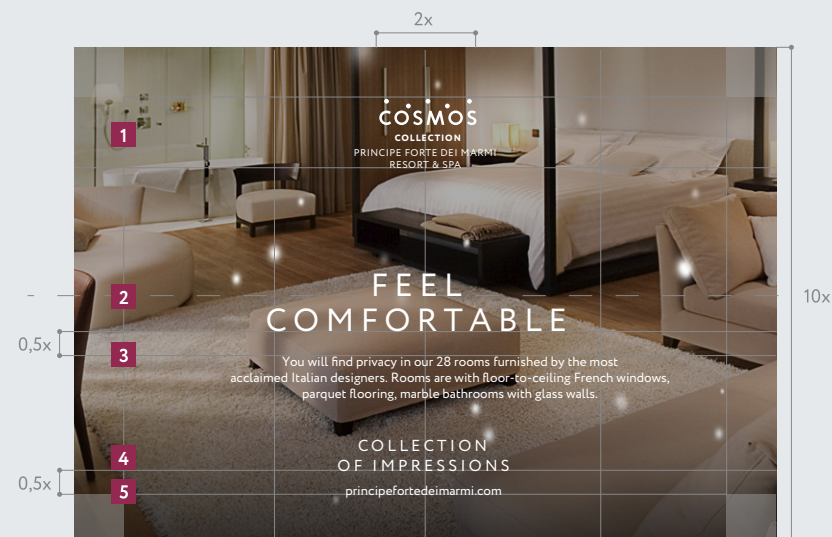 2x
COSMOS
COLLECTION
PRINCIPE FORTE DEI MARMI
RESORT & SPA
1
10x
2
FEEL
COMFORTABLE
0,5x
3
You will find privacy in our 28 rooms furnished by the most
acclaimed Italian designers. Rooms are with floor-to-ceiling French windows,
parquet flooring, marble bathrooms with glass walls.
4
COLLECTION
OF IMPRESSIONS
0,5x
5
principefortedeimarmi.com